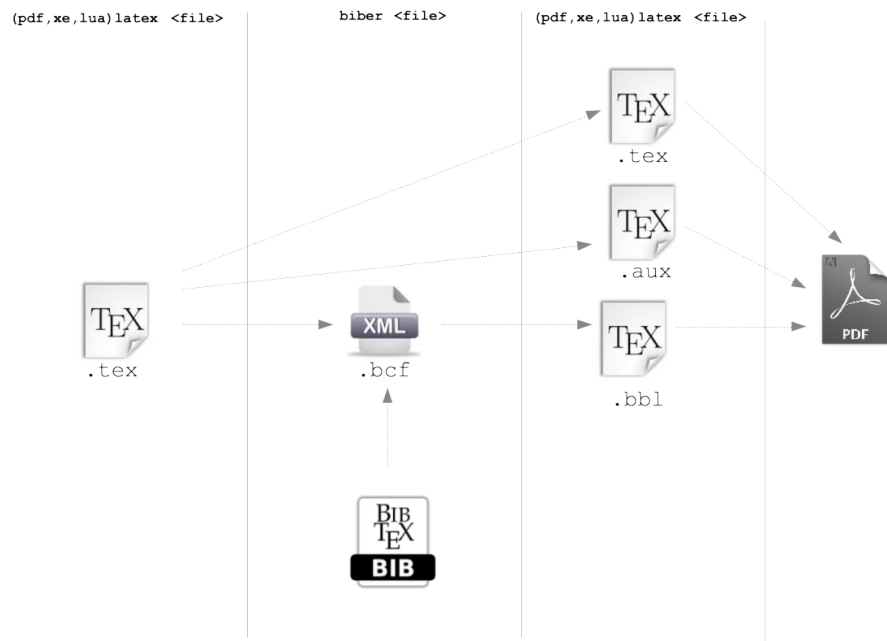 (pdf,xe,lua)latex <file>
biber <file>
(pdf,xe,lua)latex <file>
TEX
.tex
TEX
.aux
TEX
.tex
XML
.bcf
TEX
.bbl
PDF
BIB
TEX
BIB